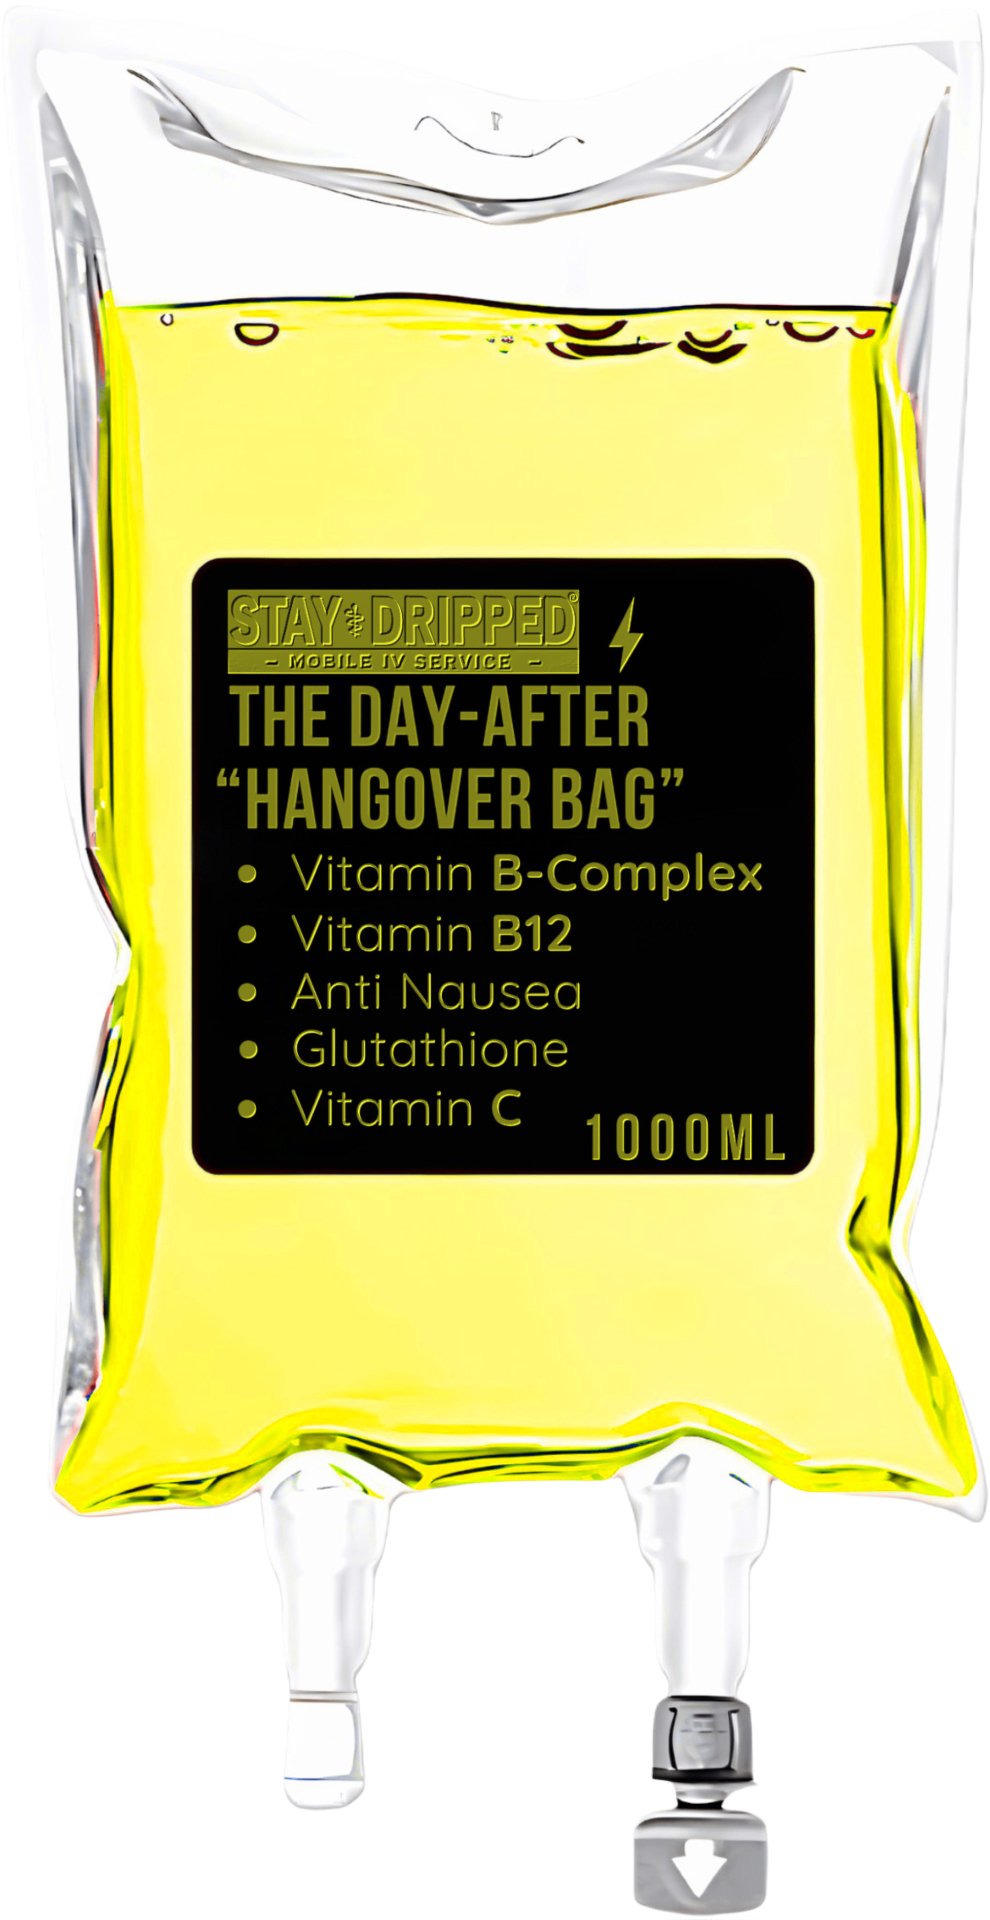 STAY DRIPPED
- MOBILE IV SERVICE -
THE DAY-AFTER
“HANGOVER BAG”
• Vitamin B-Complex
• Vitamin B12
• Anti Nausea
• Glutathione
• Vitamin C
1000ML